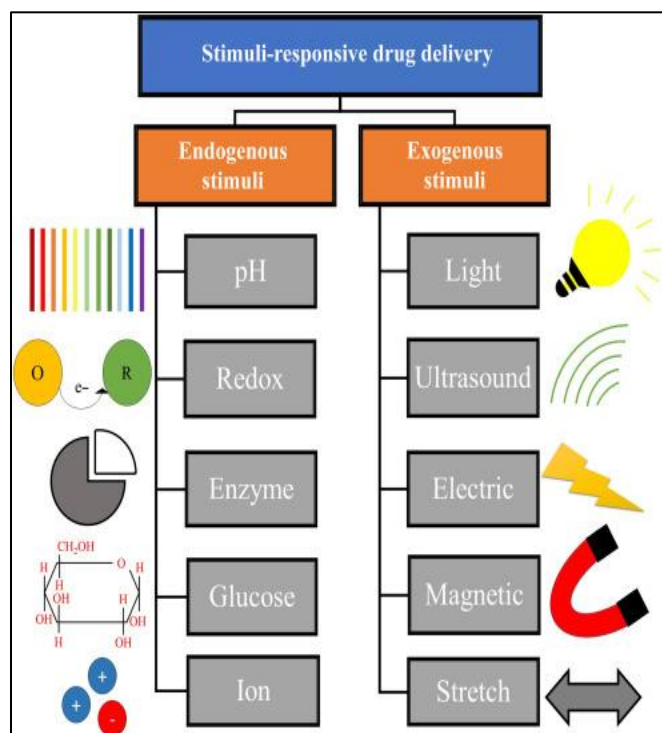 Stimuli-responsive drug delivery
Endogenous
stimuli
Exogenous
stimuli
pH
Light
O
e–
R
Redox
Ultrasound
Enzyme
Electric
CH₂OH
O
H
H
H
H
OH
OH
OH
H
OH
Glucose
Magnetic
+
+
-
Ion
Stretch